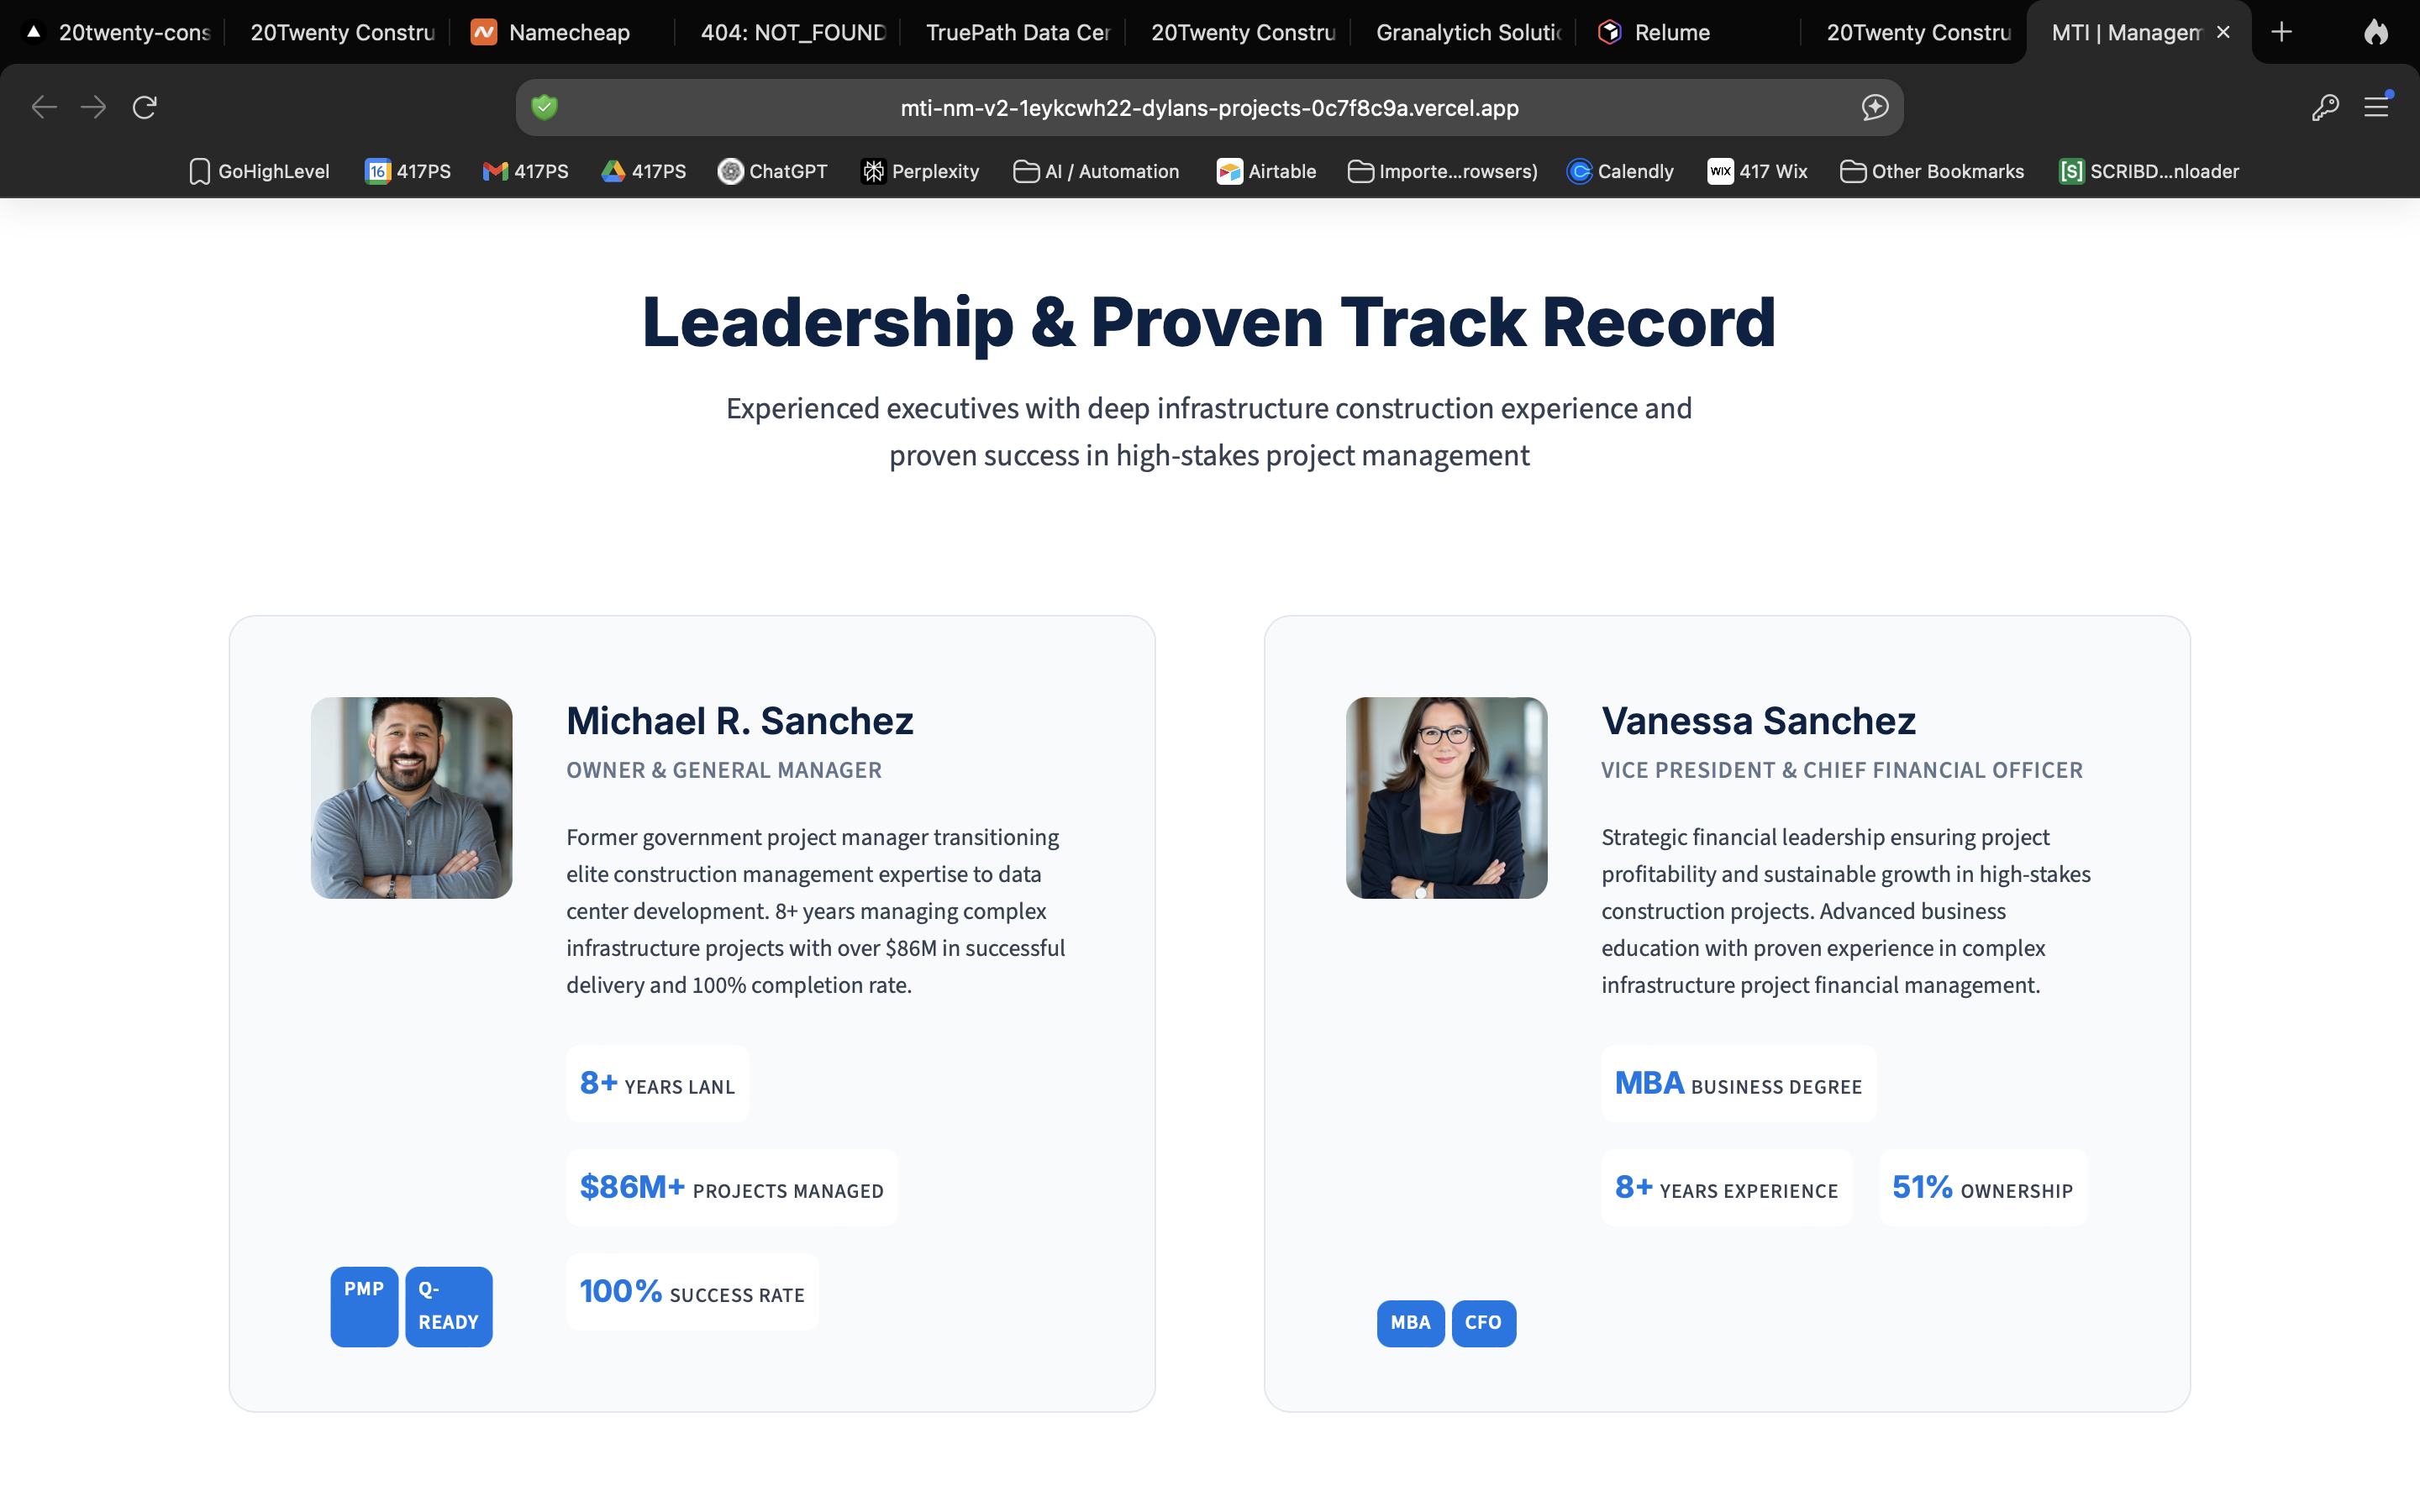 20twenty-cons
20Twenty Constru
Namecheap
404: NOT_FOUND
TruePath Data Cer
20Twenty Constru
Granalytich Soluti
Relume
20Twenty Constru
MTI | Managem
mti-nm-v2-1eykcwh22-dylans-projects-0c7f8c9a.vercel.app
GoHighLevel
16 417PS
417PS
417PS
ChatGPT
Perplexity
AI / Automation
Airtable
Importe...rowsers)
Calendly
WIX 417 Wix
Other Bookmarks
[S] SCRIBD...nloader
Leadership & Proven Track Record
Experienced executives with deep infrastructure construction experience and
proven success in high-stakes project management
Michael R. Sanchez
OWNER & GENERAL MANAGER
Former government project manager transitioning
elite construction management expertise to data
center development. 8+ years managing complex
infrastructure projects with over $86M in successful
delivery and 100% completion rate.
8+ YEARS LANL
$86M+ PROJECTS MANAGED
100% SUCCESS RATE
PMP
Q-
READY
Vanessa Sanchez
VICE PRESIDENT & CHIEF FINANCIAL OFFICER
Strategic financial leadership ensuring project
profitability and sustainable growth in high-stakes
construction projects. Advanced business
education with proven experience in complex
infrastructure project financial management.
MBA BUSINESS DEGREE
8+ YEARS EXPERIENCE
51% OWNERSHIP
MBA
CFO